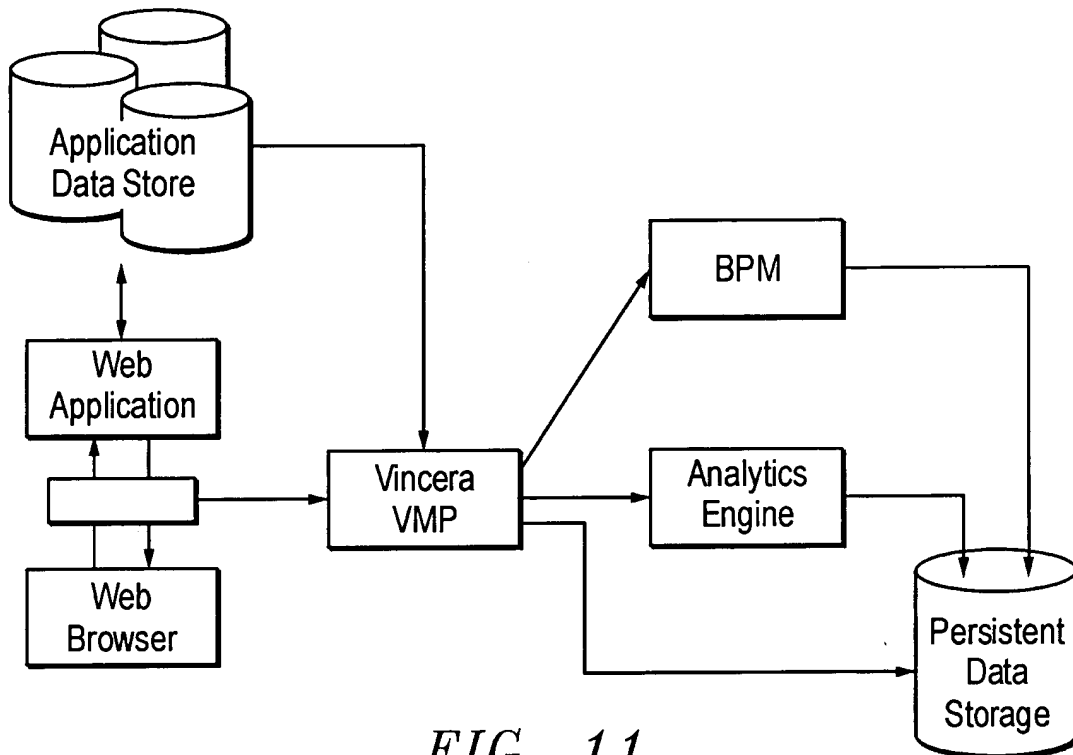 Application
Data Store
BPM
Web
Application
Vincera
VMP
Analytics
Engine
Web
Browser
Persistent
Data
Storage
FIG. 11